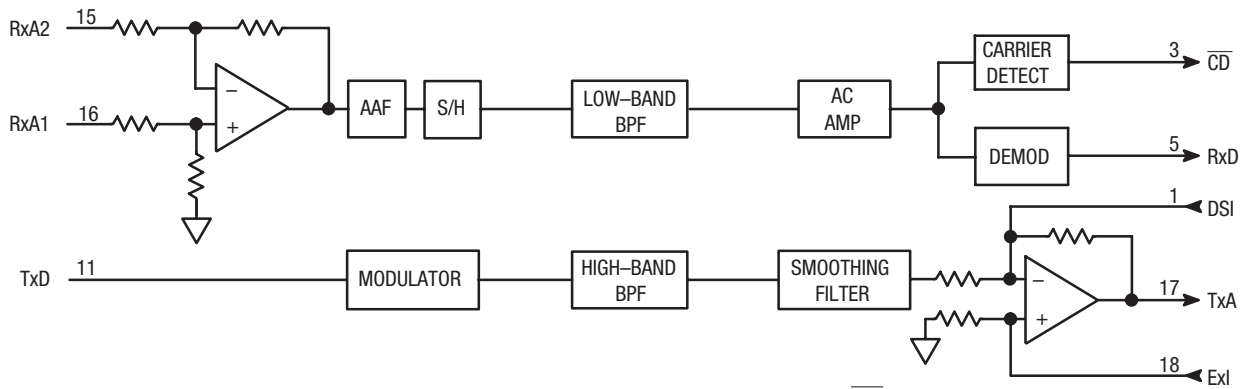 RxA2 15
RxA1 16
−
+
AAF
S/H
LOW–BAND
BPF
AC
AMP
CARRIER
DETECT
3 C̅D̅
DEMOD
5 RxD
TxD 11
MODULATOR
HIGH–BAND
BPF
SMOOTHING
FILTER
1 DSI
−
+
17 TxA
18 ExI